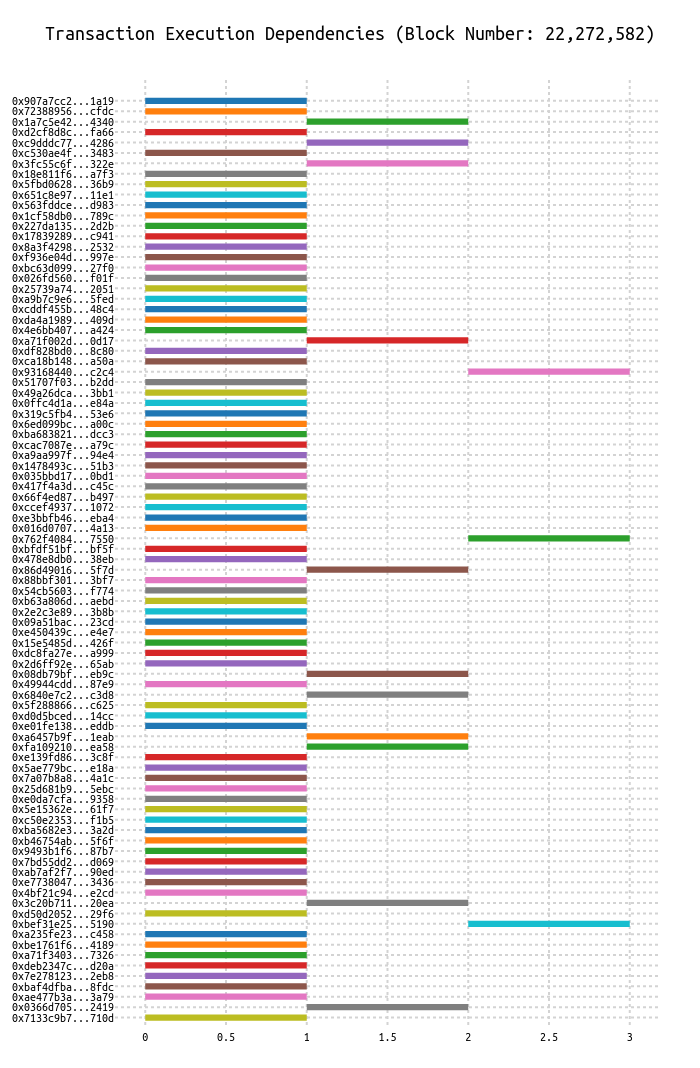 Transaction Execution Dependencies (Block Number: 22,272,582)
0x907a7cc2...1a19
0x72388956...cfdc
0x1a7c5e42...4340
0xd2cf8d8c...fa66
0xc9dddc77...4286
0xc530ae4f...3483
0x3fc55c6f...322e
0x18e811f6...a7f3
0x5fbd0628...36b9
0x651c8e97...11e1
0x563fddce...d983
0x1cf58db0...789c
0x227da135...2d2b
0x17839289...c941
0x8a3f4298...2532
0xf936e04d...997e
0xbc63d099...27f0
0x026fd560...f01f
0x25739a74...2051
0xa9b7c9e6...5fed
0xcddf455b...48c4
0xda4a1989...409d
0x4e6bb407...a424
0xa71f002d...0d17
0xdf828bd0...8c80
0xca18b148...a50a
0x93168440...c2c4
0x51707f03...b2dd
0x49a26dca...3bb1
0x0ffc4d1a...e84a
0x319c5fb4...53e6
0x6ed099bc...a00c
0xba683821...dcc3
0xcac7087e...a79c
0xa9aa997f...94e4
0x1478493c...51b3
0x035bbd17...0bd1
0x417f4a3d...c45c
0x66f4ed87...b497
0xccef4937...1072
0xe3bbfb46...eba4
0x016d0707...4a13
0x762f4084...7550
0xbfdf51bf...bf5f
0x478e8db0...38eb
0x86d49016...5f7d
0x88bbf301...3bf7
0x54cb5603...f774
0xb63a806d...aebd
0x2e2c3e89...3b8b
0x09a51bac...23cd
0xe450439c...e4e7
0x15e5485d...426f
0xdc8fa27e...a999
0x2d6ff92e...65ab
0x08db79bf...eb9c
0x49944cdd...87e9
0x6840e7c2...c3d8
0x5f288866...c625
0xd0d5bced...14cc
0xe01fe138...eddb
0xa6457b9f...1eab
0xfa109210...ea58
0xe139fd86...3c8f
0x5ae779bc...e18a
0x7a07b8a8...4a1c
0x25d681b9...5ebc
0xe0da7cfa...9358
0x5e15362e...61f7
0xc50e2353...f1b5
0xba5682e3...3a2d
0xb46754ab...5f6f
0x9493b1f6...87b7
0x7bd55dd2...d069
0xab7af2f7...90ed
0xe7738047...3436
0x4bf21c94...e2cd
0x3c20b711...20ea
0xd50d2052...29f6
0xbef31e25...5190
0xa235fe23...c458
0xbe1761f6...4189
0xa71f3403...7326
0xdeb2347c...d20a
0x7e278123...2eb8
0xbaf4dfba...8fdc
0xae477b3a...3a79
0x0366d705...2419
0x7133c9b7...710d
0 0.5 1 1.5 2 2.5 3